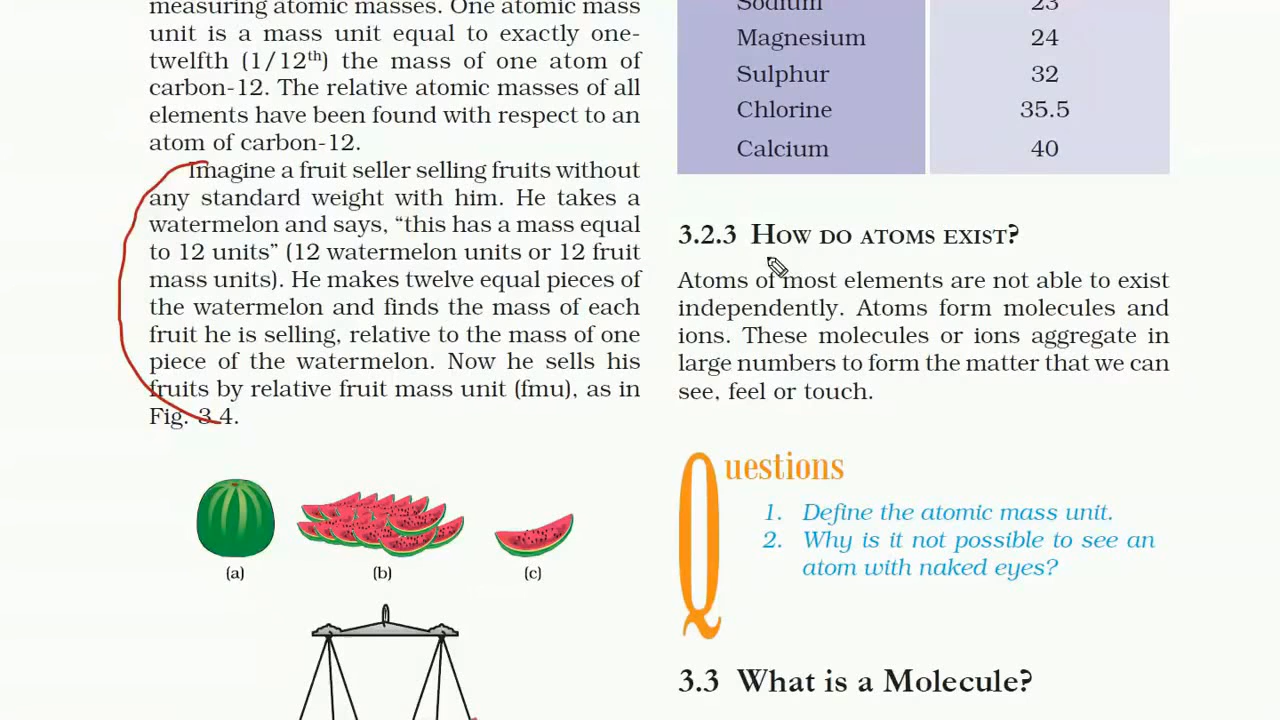 measuring atomic masses. One atomic mass
unit is a mass unit equal to exactly one-
twelfth (1/12th) the mass of one atom of
carbon-12. The relative atomic masses of all
elements have been found with respect to an
atom of carbon-12.
Imagine a fruit seller selling fruits without
any standard weight with him. He takes a
watermelon and says, “this has a mass equal
to 12 units” (12 watermelon units or 12 fruit
mass units). He makes twelve equal pieces of
the watermelon and finds the mass of each
fruit he is selling, relative to the mass of one
piece of the watermelon. Now he sells his
fruits by relative fruit mass unit (fmu), as in
Fig. 3.4.
(a) (b) (c)
Sodium 23
Magnesium 24
Sulphur 32
Chlorine 35.5
Calcium 40
3.2.3 HOW DO ATOMS EXIST?
Atoms of most elements are not able to exist
independently. Atoms form molecules and
ions. These molecules or ions aggregate in
large numbers to form the matter that we can
see, feel or touch.
Questions
1. Define the atomic mass unit.
2. Why is it not possible to see an
atom with naked eyes?
3.3 What is a Molecule?